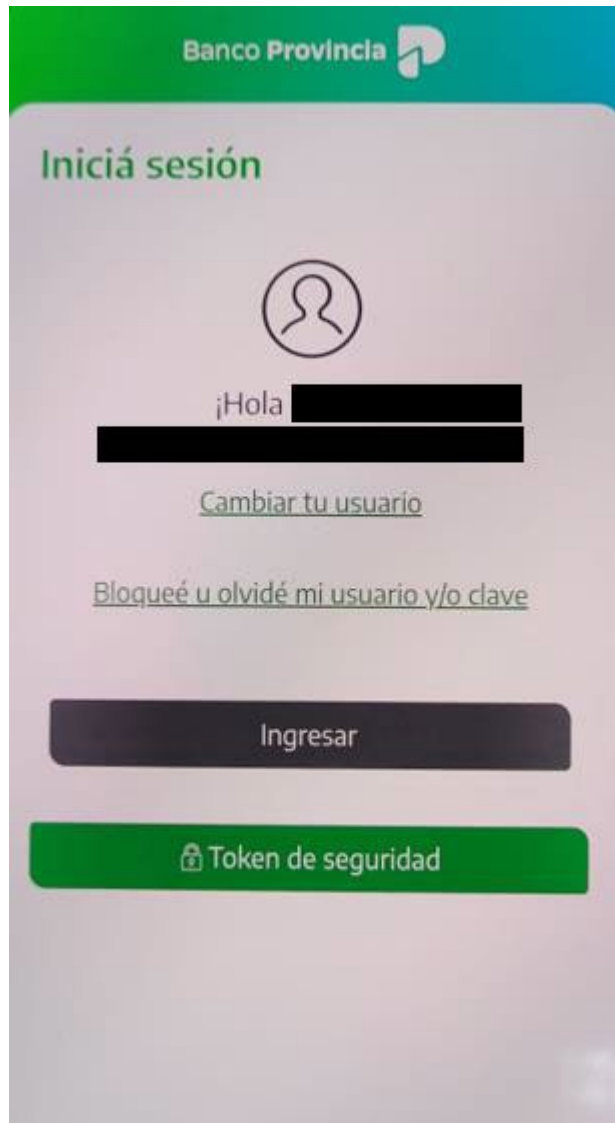 Banco Provincia
Iniciá sesión
¡Hola
Cambiar tu usuario
Bloqueé u olvidé mi usuario y/o clave
Ingresar
Token de seguridad